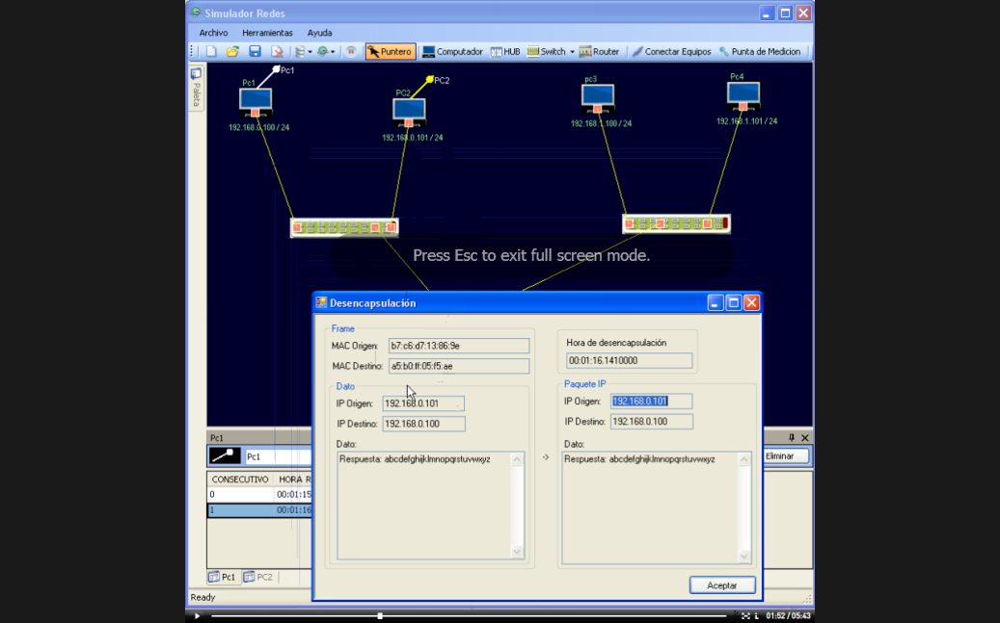 Simulador Redes
Archivo Herramientas Ayuda
Puntero Computador HUB Switch Router Conectar Equipos Punta de Medicion
Paleta
Pc1
Pc1
192.168.0.100 / 24
PC2
PC2
192.168.0.101 / 24
pc3
192.168.1.100 / 24
Pc4
192.168.1.101 / 24
Press Esc to exit full screen mode.
Desencapsulación
Frame
MAC Origen: b7:c6:d7:13:86:9e
MAC Destino: a5:b0:ff:05:f5:ae
Dato
IP Origen: 192.168.0.101
IP Destino: 192.168.0.100
Dato:
Respuesta: abcdefghijklmnopqrstuvwxyz
->
Hora de desencapsulación
00:01:16.1410000
Paquete IP
IP Origen: 192.168.0.101
IP Destino: 192.168.0.100
Dato:
Respuesta: abcdefghijklmnopqrstuvwxyz
Aceptar
Pc1
Pc1
Eliminar
CONSECUTIVO HORA R
0 00:01:15
1 00:01:16
Pc1 PC2
Ready
01:52 / 05:43